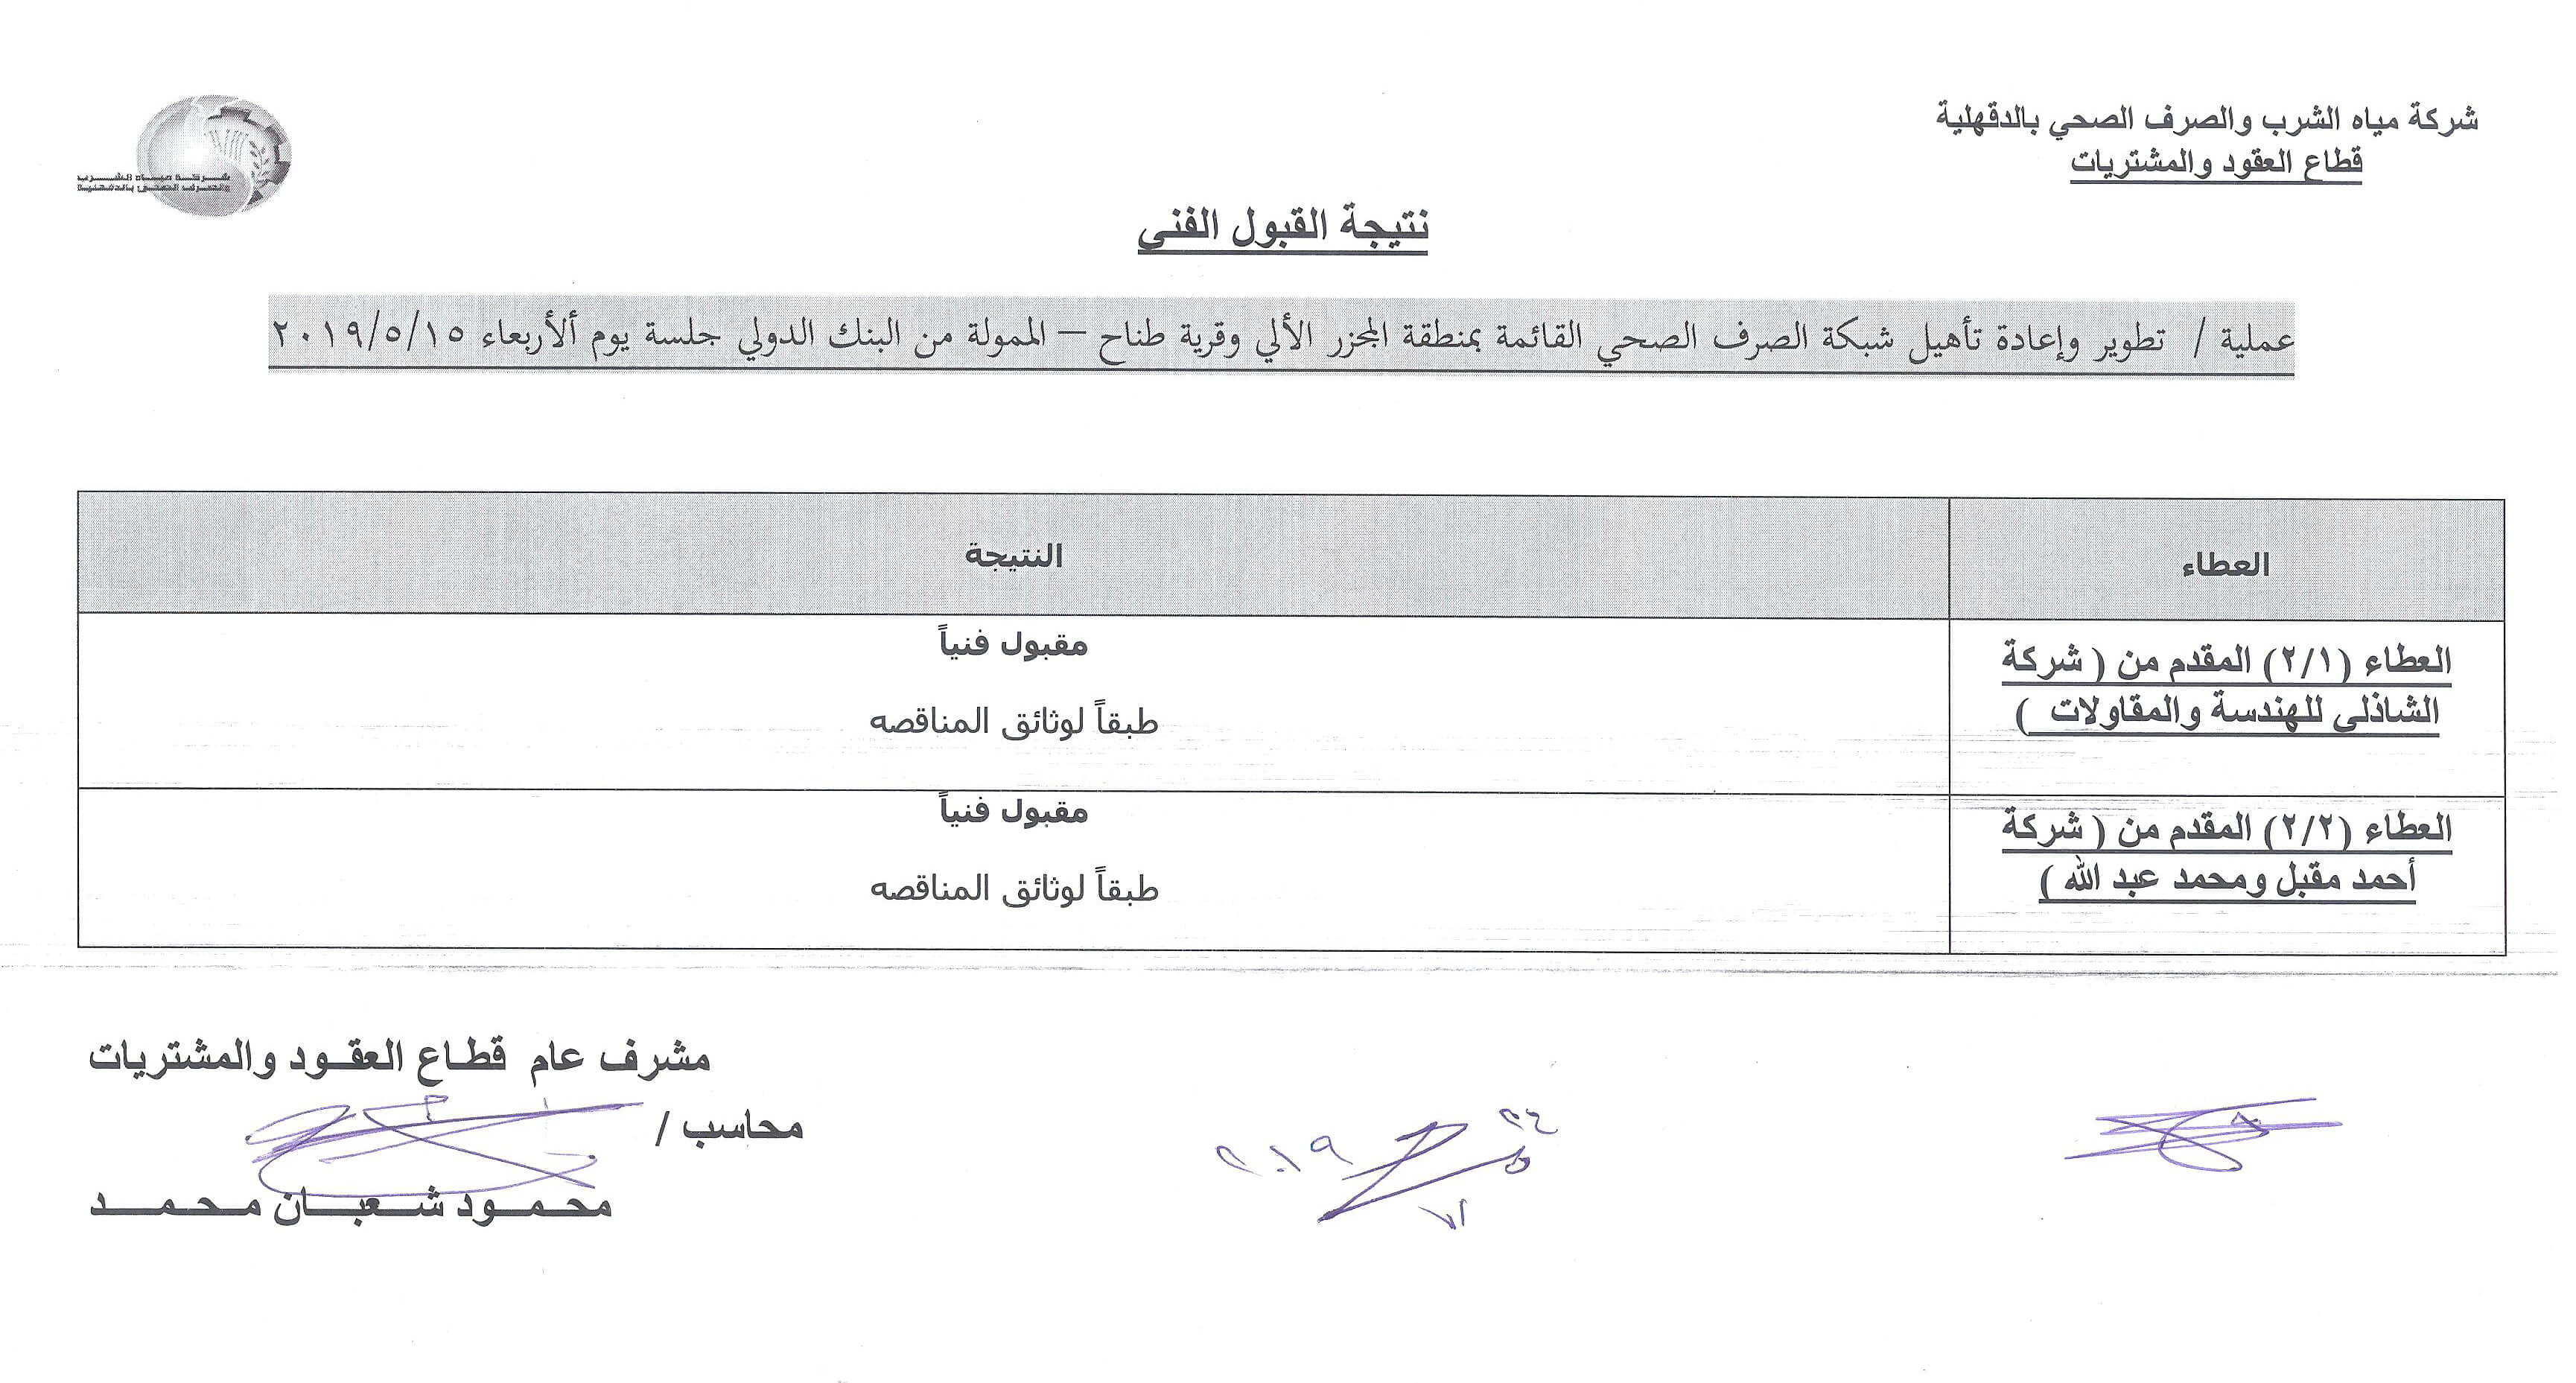 شركة مياه الشرب والصرف الصحي بالدقهلية
قطاع العقود والمشتريات
شركة مياه الشرب
والصرف الصحى بالدقهلية
نتيجة القبول الفني
عملية / تطوير وإعادة تأهيل شبكة الصرف الصحي القائمة بمنطقة المجزر الألي وقرية طناح – الممولة من البنك الدولي جلسة يوم ألأربعاء ٢٠١٩/٥/١٥
العطاء
النتيجة
العطاء (٢/١) المقدم من ( شركة
الشاذلى للهندسة والمقاولات )
مقبول فنياً
طبقاً لوثائق المناقصه
العطاء (٢/٢) المقدم من ( شركة
أحمد مقبل ومحمد عبد الله )
مقبول فنياً
طبقاً لوثائق المناقصه
مشرف عام قطاع العقود والمشتريات
محاسب /
محمود شعبان محمد
٢٠١٩